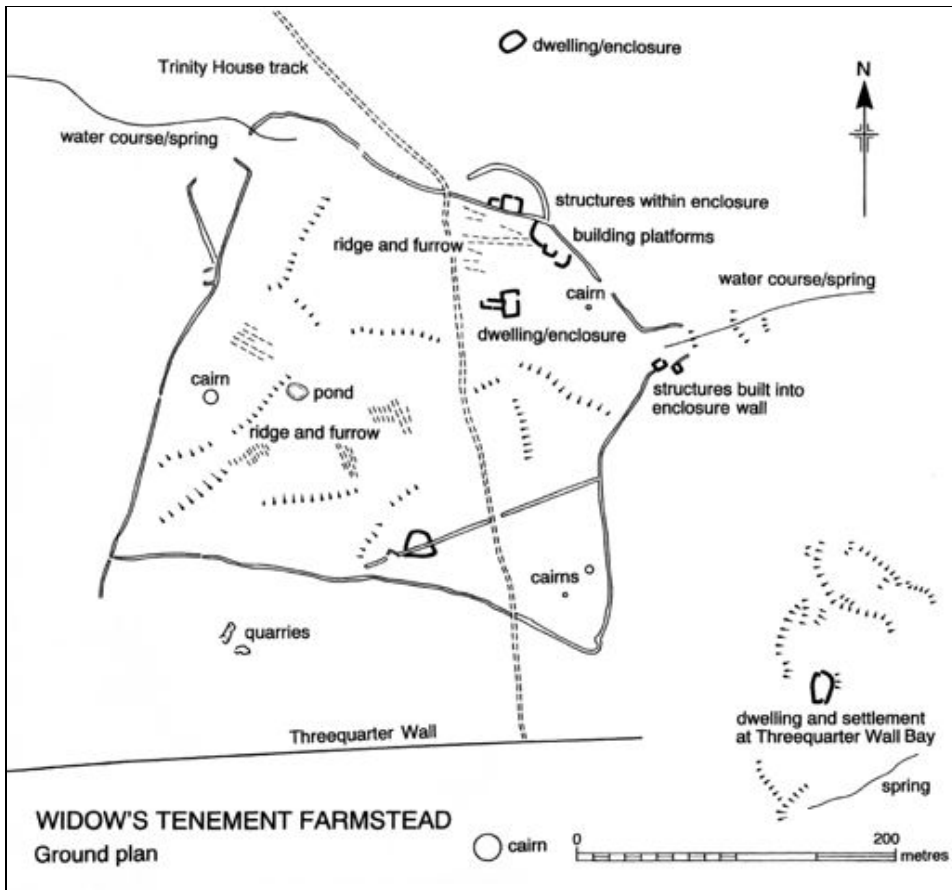 dwelling/enclosure
Trinity House track
N
water course/spring
structures within enclosure
building platforms
ridge and furrow
water course/spring
cairn
dwelling/enclosure
cairn
pond
structures built into
enclosure wall
ridge and furrow
cairns
quarries
dwelling and settlement
at Threequarter Wall Bay
Threequarter Wall
spring
WIDOW'S TENEMENT FARMSTEAD
Ground plan
cairn
0 200
metres